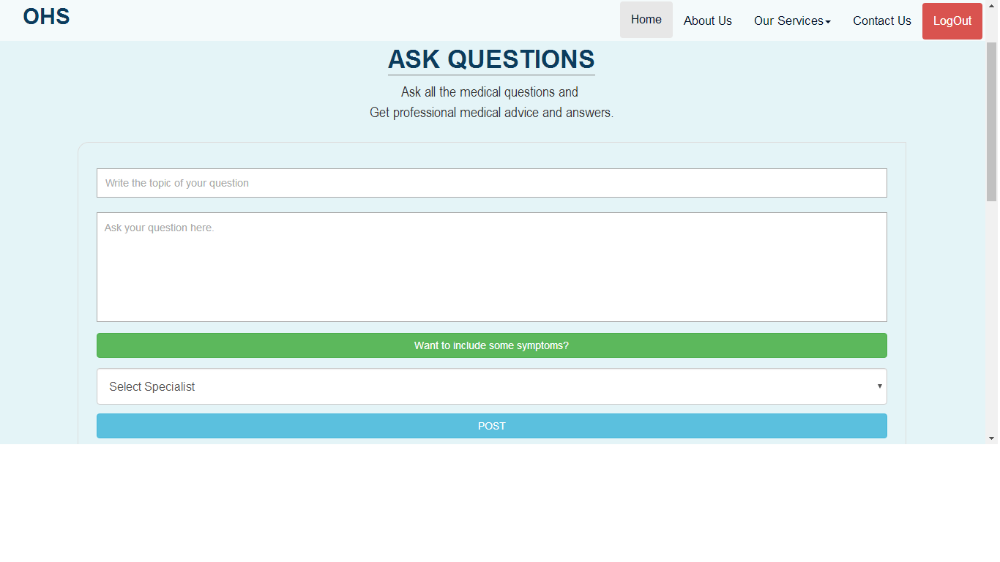 OHS
Home
About Us
Our Services
Contact Us
LogOut
ASK QUESTIONS
Ask all the medical questions and
Get professional medical advice and answers.
Write the topic of your question
Ask your question here.
Want to include some symptoms?
Select Specialist
POST